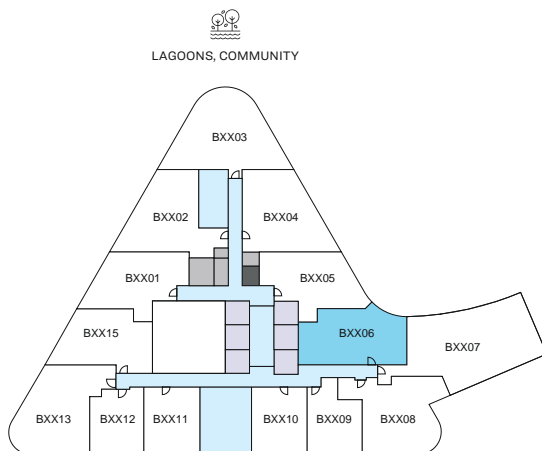 LAGOONS, COMMUNITY
BXX03
BXX02
BXX04
BXX01
BXX05
BXX15
BXX06
BXX07
BXX13
BXX12
BXX11
BXX10
BXX09
BXX08